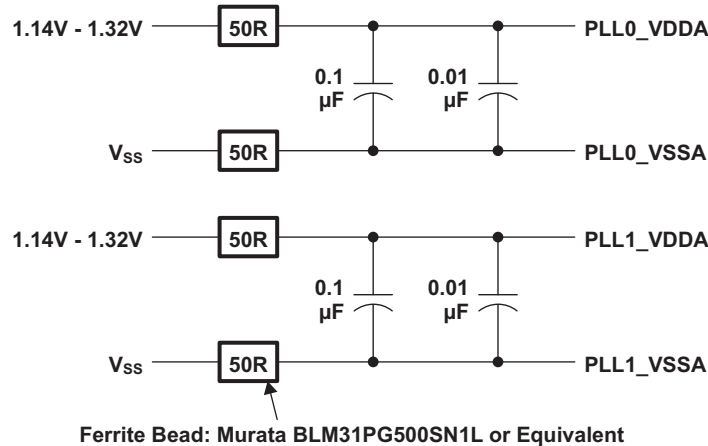 1.14V - 1.32V 50R PLL0_VDDA
0.1 0.01
µF µF
VSS 50R PLL0_VSSA
1.14V - 1.32V 50R PLL1_VDDA
0.1 0.01
µF µF
VSS 50R PLL1_VSSA
Ferrite Bead: Murata BLM31PG500SN1L or Equivalent